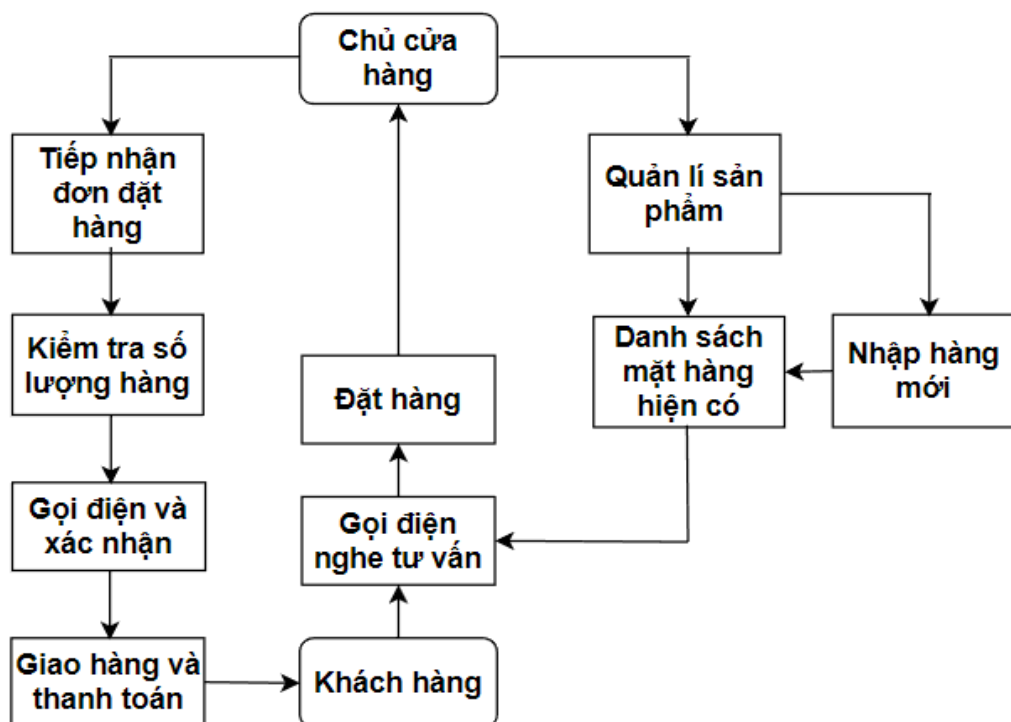 Chủ cửa
hàng
Tiếp nhận
đơn đặt
hàng
Quản lí sản
phẩm
Kiểm tra số
lượng hàng
Đặt hàng
Danh sách
mặt hàng
hiện có
Nhập hàng
mới
Gọi điện và
xác nhận
Gọi điện
nghe tư vấn
Giao hàng và
thanh toán
Khách hàng